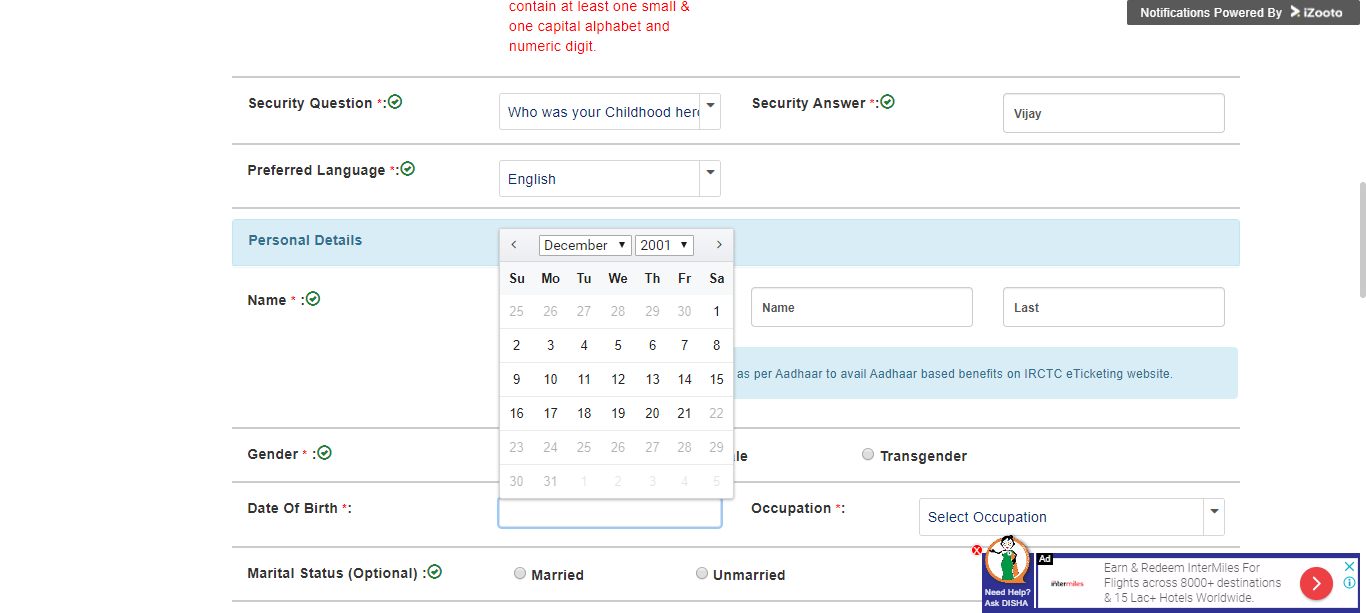 contain at least one small &
one capital alphabet and
numeric digit.
Notifications Powered By iZooto
Security Question *:
Who was your Childhood her
Security Answer *:
Vijay
Preferred Language *:
English
Personal Details
December 2001
Su Mo Tu We Th Fr Sa
25 26 27 28 29 30 1
2 3 4 5 6 7 8
9 10 11 12 13 14 15
16 17 18 19 20 21 22
23 24 25 26 27 28 29
30 31 1 2 3 4 5
Name * :
Name
Last
as per Aadhaar to avail Aadhaar based benefits on IRCTC eTicketing website.
Gender * :
le
Transgender
Date Of Birth *:
Occupation *:
Select Occupation
Marital Status (Optional) :
Married
Unmarried
Need Help?
Ask DISHA
Ad
intermiles
Earn & Redeem InterMiles For
Flights across 8000+ destinations
& 15 Lac+ Hotels Worldwide.